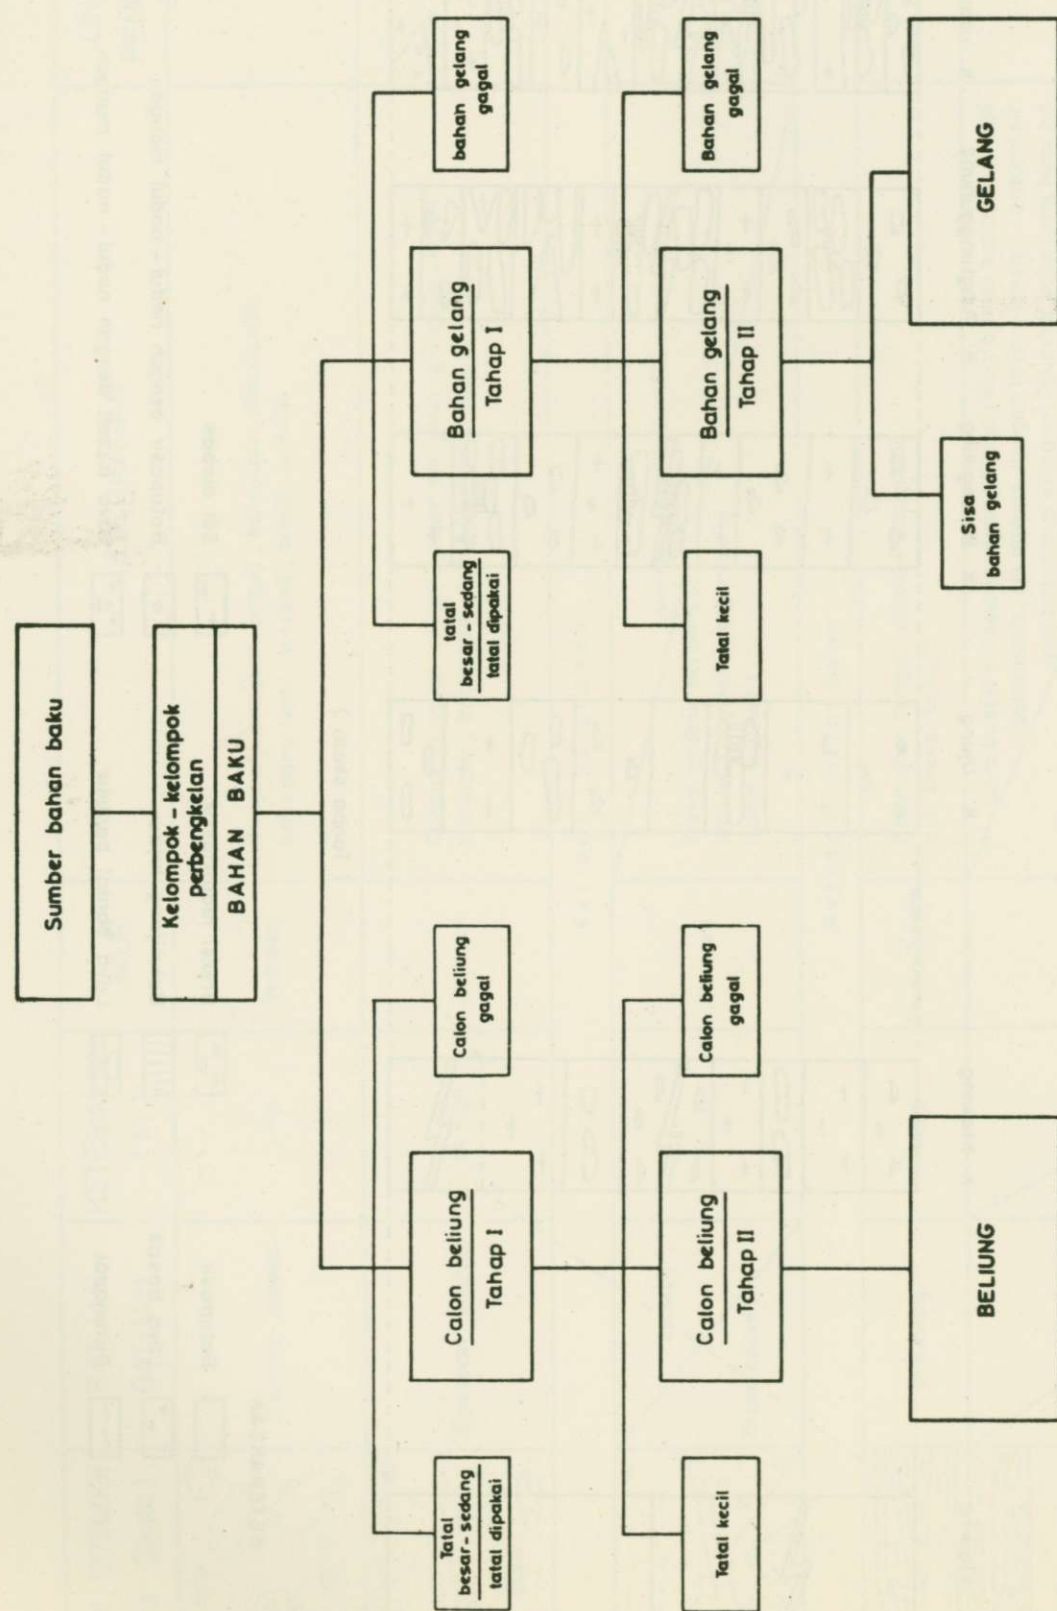 Sumber bahan baku
Kelompok - kelompok
perbengkelan
BAHAN BAKU
Tatal
besar - sedang
tatal dipakai
Calon beliung
Tahap I
Calon beliung
gagal
tatal
besar - sedang
tatal dipakai
Bahan gelang
Tahap I
bahan gelang
gagal
Tatal kecil
Calon beliung
Tahap II
Calon beliung
gagal
Tatal kecil
Bahan gelang
Tahap II
Bahan gelang
gagal
BELIUNG
Sisa
bahan gelang
GELANG